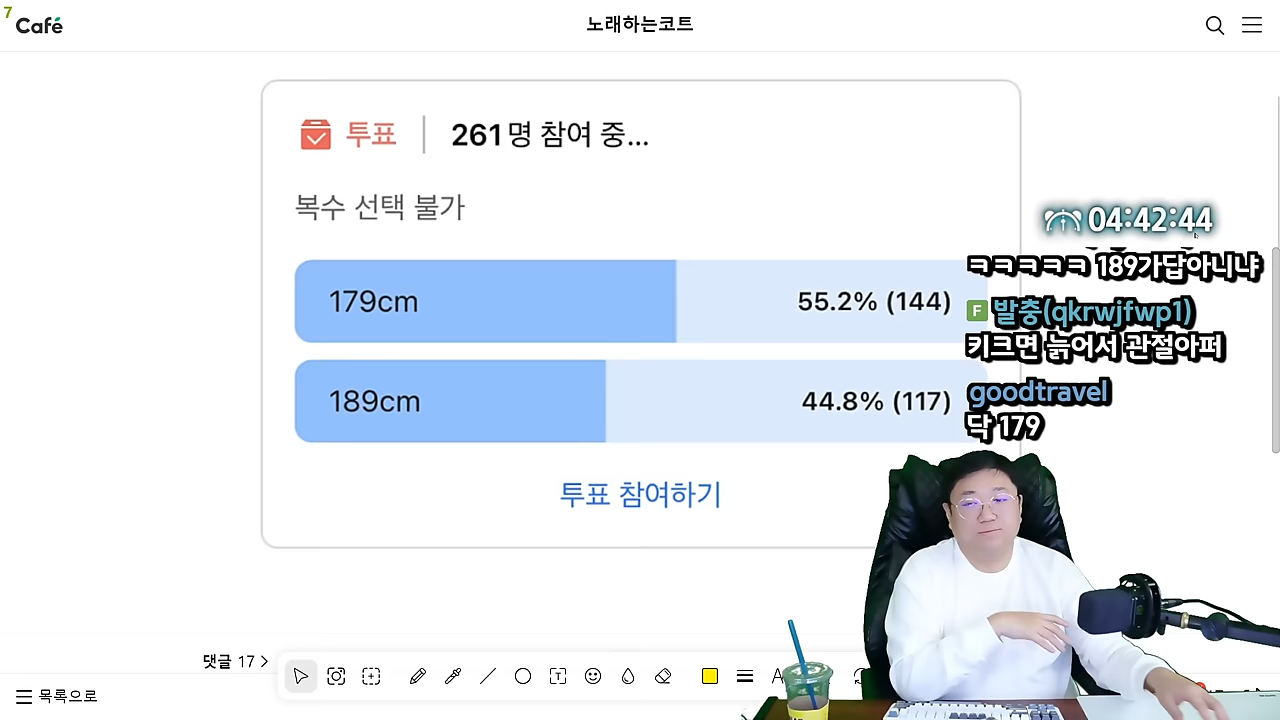 7
Café
노래하는코트
투표
261명 참여 중...
복수 선택 불가
179cm
55.2% (144)
189cm
44.8% (117)
투표 참여하기
04:42:44
ㅋㅋㅋㅋㅋ 189가답아니냐
F 발충(qkrwjfwp1)
키크면 늙어서 관절아퍼
goodtravel
닥 179
댓글 17
T
A
목록으로